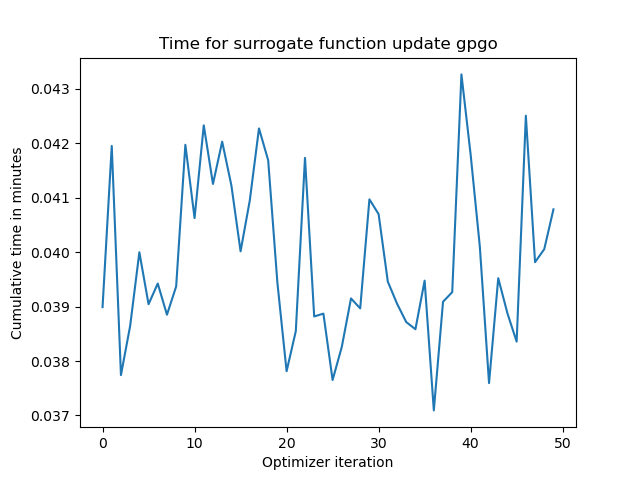 Time for surrogate function update gpgo
Cumulative time in minutes
0.043
0.042
0.041
0.040
0.039
0.038
0.037
0 10 20 30 40 50
Optimizer iteration